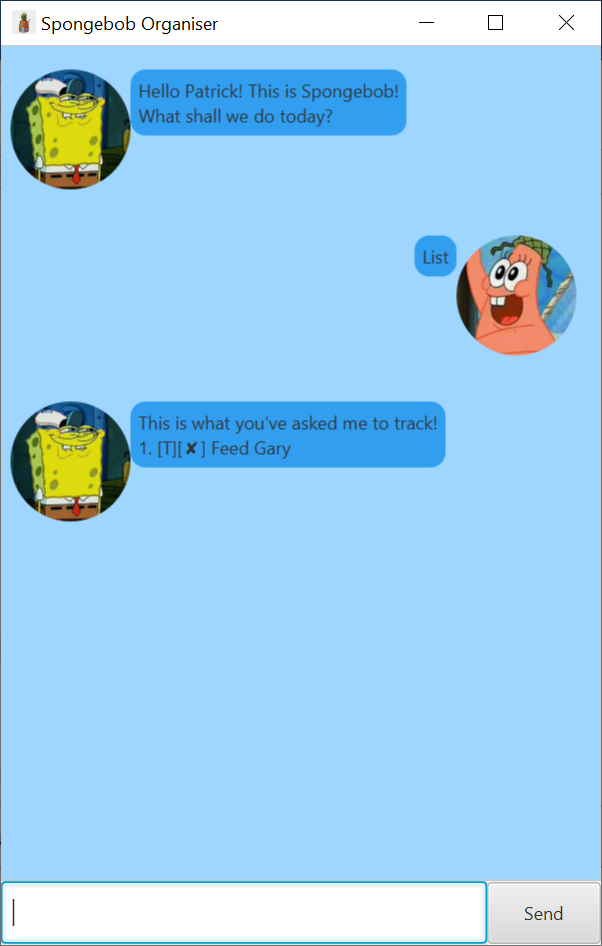 Spongebob Organiser
Hello Patrick! This is Spongebob!
What shall we do today?
List
This is what you've asked me to track!
1. [T][✘] Feed Gary
Send